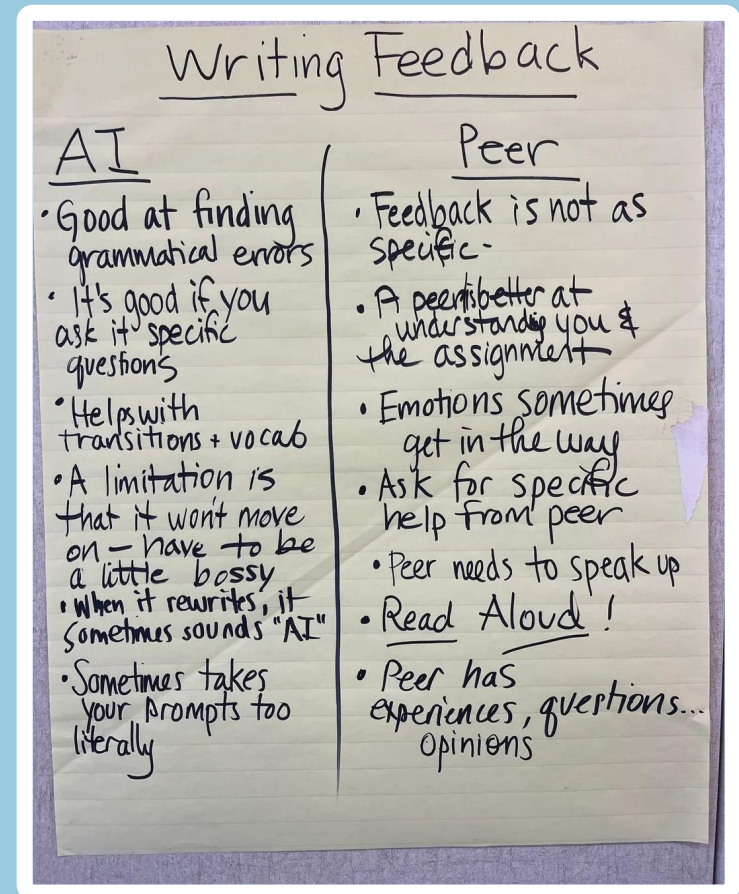 Writing Feedback
AI
• Good at finding
grammatical errors
• It's good if you
ask it specific
questions
• Helps with
transitions + vocab
• A limitation is
that it won't move
on – have to be
a little bossy
• When it rewrites, it
sometimes sounds "AI"
• Sometimes takes
your prompts too
literally
Peer
• Feedback is not as
specific-
• A peer is better at
understanding you &
the assignment
• Emotions sometimes
get in the way
• Ask for specific
help from peer
• Peer needs to speak up
• Read Aloud!
• Peer has
experiences, questions...
opinions